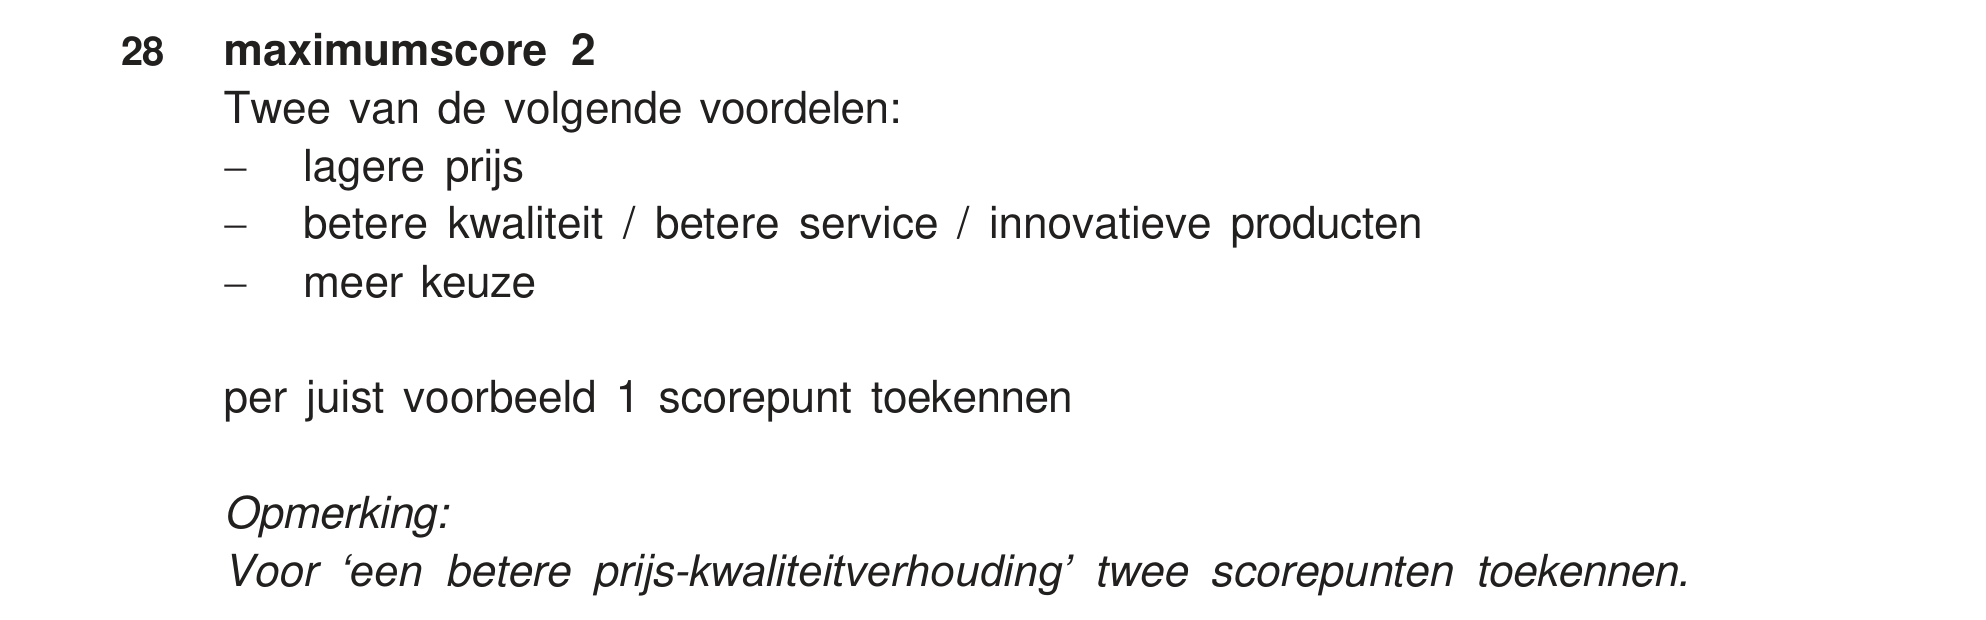 28 maximumscore 2
Twee van de volgende voordelen:
– lagere prijs
– betere kwaliteit / betere service / innovatieve producten
– meer keuze
per juist voorbeeld 1 scorepunt toekennen
Opmerking:
Voor ‘een betere prijs-kwaliteitverhouding’ twee scorepunten toekennen.